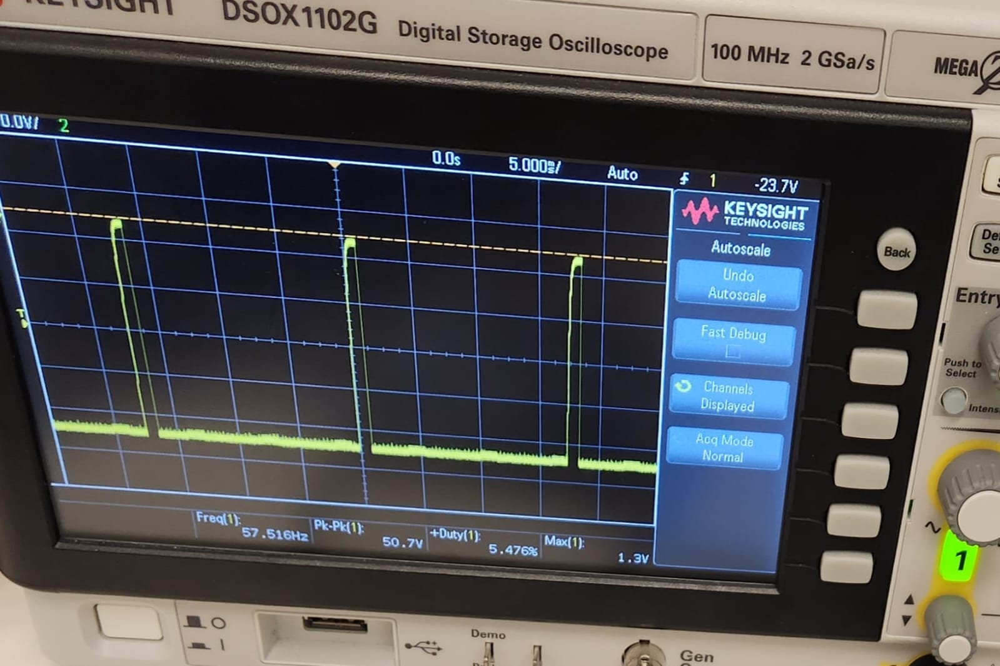 KEYSIGHT
DSOX1102G
Digital Storage Oscilloscope
100 MHz 2 GSa/s
MEGA
0.0V/
2
0.0s
5.000ms/
Auto
1
-23.7V
KEYSIGHT
TECHNOLOGIES
Autoscale
Undo
Autoscale
Fast Debug
Channels
Displayed
Acq Mode
Normal
T
Freq(1):
57.516Hz
Pk-Pk(1):
50.7V
+Duty(1):
5.476%
Max(1):
1.3V
Back
Entry
Push to
Select
Intens
1
Demo
Gen